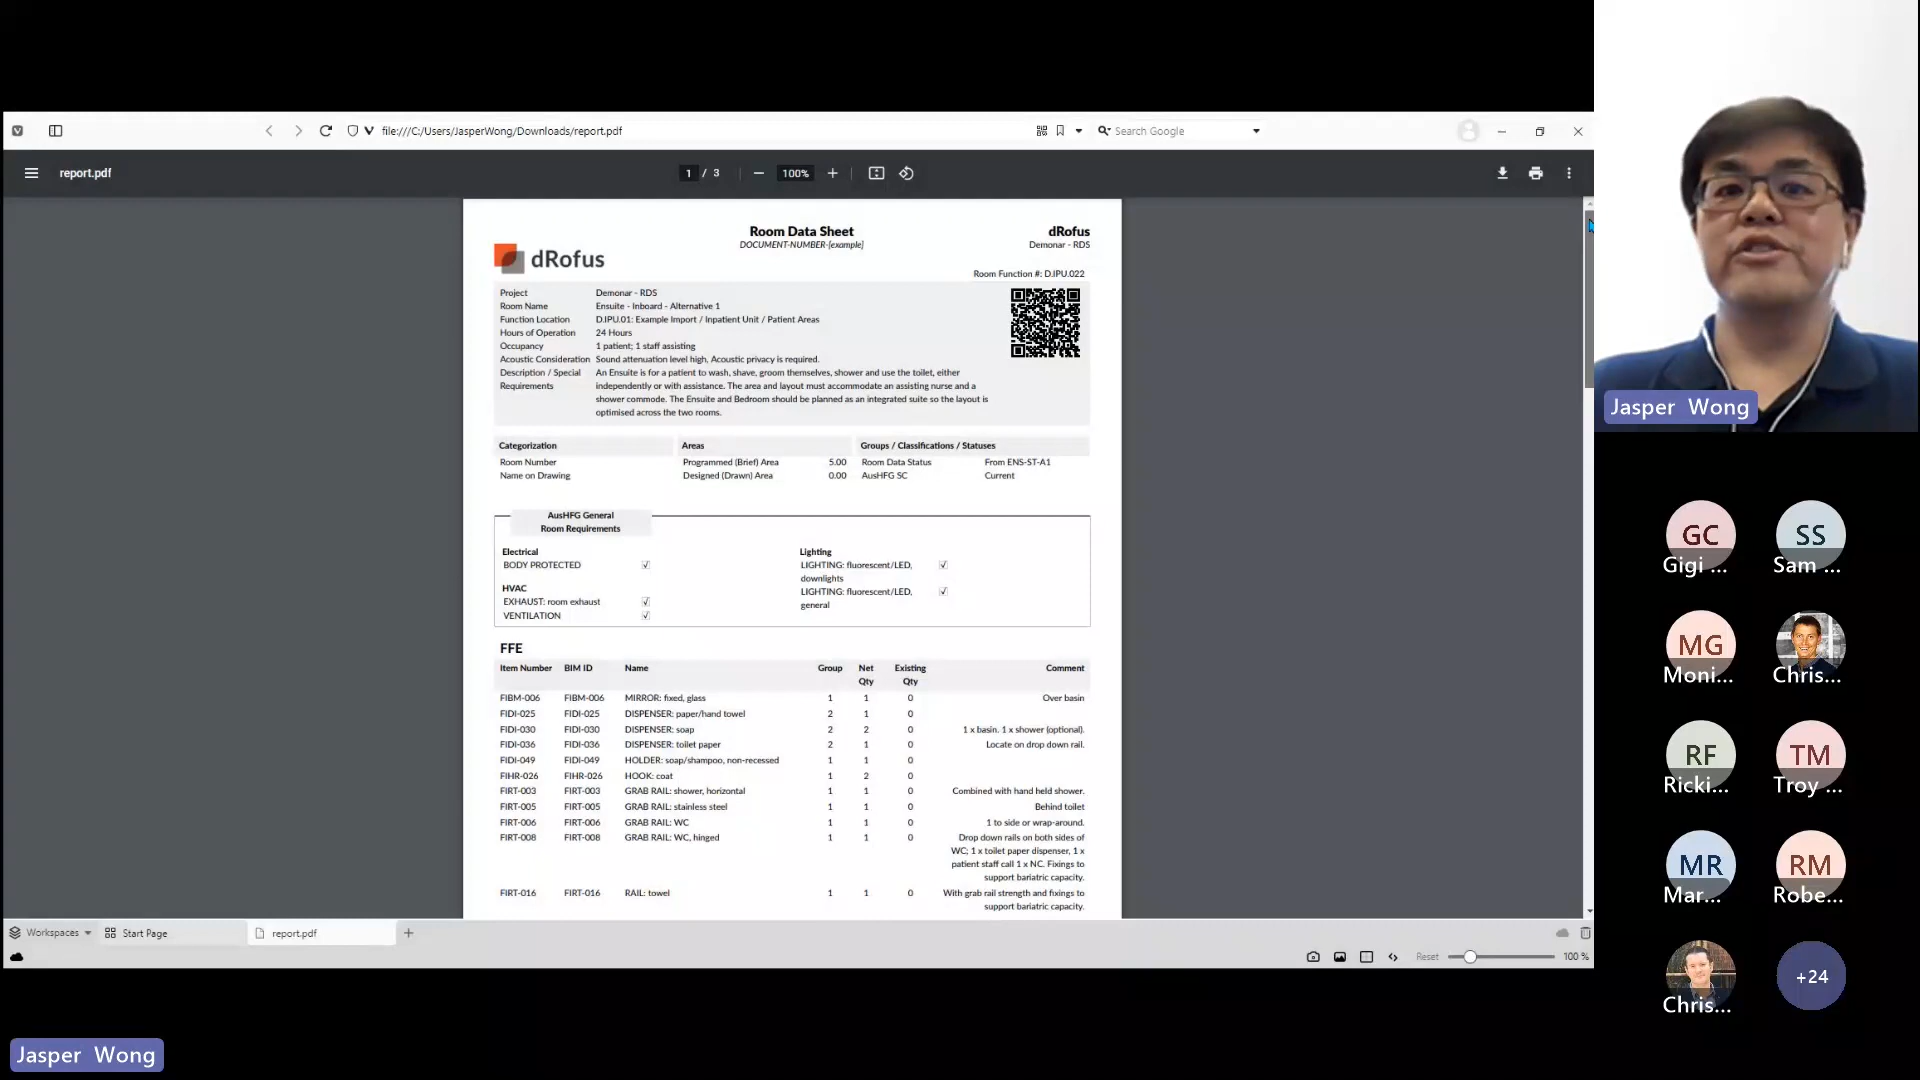 file:///C:/Users/JasperWong/Downloads/report.pdf
Search Google
report.pdf
1 / 3
100%
Room Data Sheet
DOCUMENT-NUMBER-[example]
dRofus
Demonar - RDS
dRofus
Room Function #: D.IPU.022
Project Demonar - RDS
Room Name Ensuite - Inboard - Alternative 1
Function Location D.IPU.01: Example Import / Inpatient Unit / Patient Areas
Hours of Operation 24 Hours
Occupancy 1 patient; 1 staff assisting
Acoustic Consideration Sound attenuation level high, Acoustic privacy is required.
Description / Special An Ensuite is for a patient to wash, shave, groom themselves, shower and use the toilet, either
Requirements independently or with assistance. The area and layout must accommodate an assisting nurse and a
shower commode. The Ensuite and Bedroom should be planned as an integrated suite so the layout is
optimised across the two rooms.
Categorization Areas Groups / Classifications / Statuses
Room Number Programmed (Brief) Area 5.00 Room Data Status From ENS-ST-A1
Name on Drawing Designed (Drawn) Area 0.00 AusHFG SC Current
AusHFG General
Room Requirements
Electrical
BODY PROTECTED √
HVAC
EXHAUST: room exhaust √
VENTILATION √
Lighting
LIGHTING: fluorescent/LED, √
downlights
LIGHTING: fluorescent/LED, √
general
FFE
Item Number BIM ID Name Group Net Existing Comment
Qty Qty
FIBM-006 FIBM-006 MIRROR: fixed, glass 1 1 0 Over basin
FIDI-025 FIDI-025 DISPENSER: paper/hand towel 2 1 0
FIDI-030 FIDI-030 DISPENSER: soap 2 2 0 1 x basin. 1 x shower (optional).
FIDI-036 FIDI-036 DISPENSER: toilet paper 2 1 0 Locate on drop down rail.
FIDI-049 FIDI-049 HOLDER: soap/shampoo, non-recessed 1 1 0
FIHR-026 FIHR-026 HOOK: coat 1 2 0
FIRT-003 FIRT-003 GRAB RAIL: shower, horizontal 1 1 0 Combined with hand held shower.
FIRT-005 FIRT-005 GRAB RAIL: stainless steel 1 1 0 Behind toilet
FIRT-006 FIRT-006 GRAB RAIL: WC 1 1 0 1 to side or wrap-around.
FIRT-008 FIRT-008 GRAB RAIL: WC, hinged 1 1 0 Drop down rails on both sides of
WC; 1 x toilet paper dispenser, 1 x
patient staff call 1 x NC. Fixings to
support bariatric capacity.
FIRT-016 FIRT-016 RAIL: towel 1 1 0 With grab rail strength and fixings to
support bariatric capacity.
Workspaces Start Page report.pdf
Reset 100 %
Jasper Wong
Jasper Wong
GC
Gigi ...
SS
Sam ...
MG
Moni...
Chris...
RF
Ricki...
TM
Troy ...
MR
Mar...
RM
Robe...
Chris...
+24